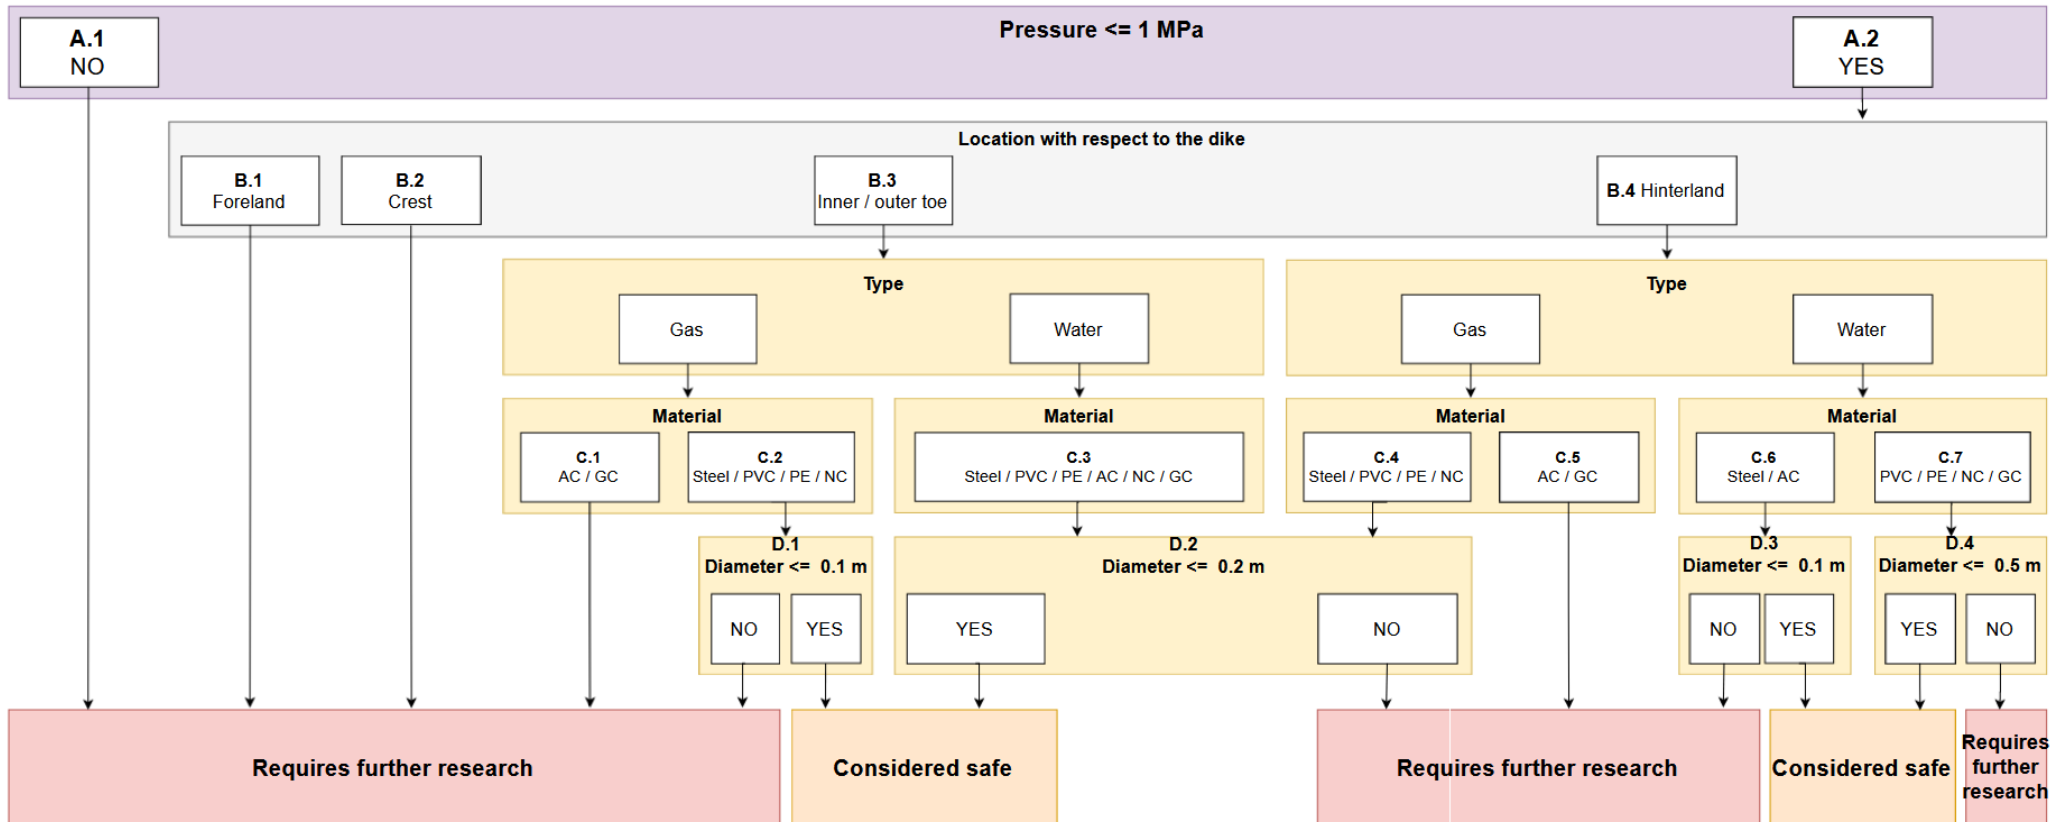 Pressure <= 1 MPa
A.1
NO
A.2
YES
Location with respect to the dike
B.1
Foreland
B.2
Crest
B.3
Inner / outer toe
B.4 Hinterland
Type
Gas
Water
Type
Gas
Water
Material
C.1
AC / GC
C.2
Steel / PVC / PE / NC
Material
C.3
Steel / PVC / PE / AC / NC / GC
Material
C.4
Steel / PVC / PE / NC
C.5
AC / GC
Material
C.6
Steel / AC
C.7
PVC / PE / NC / GC
D.1
Diameter <= 0.1 m
NO
YES
D.2
Diameter <= 0.2 m
YES
NO
D.3
Diameter <= 0.1 m
NO
YES
D.4
Diameter <= 0.5 m
YES
NO
Requires further research
Considered safe
Requires further research
Considered safe
Requires
further
research